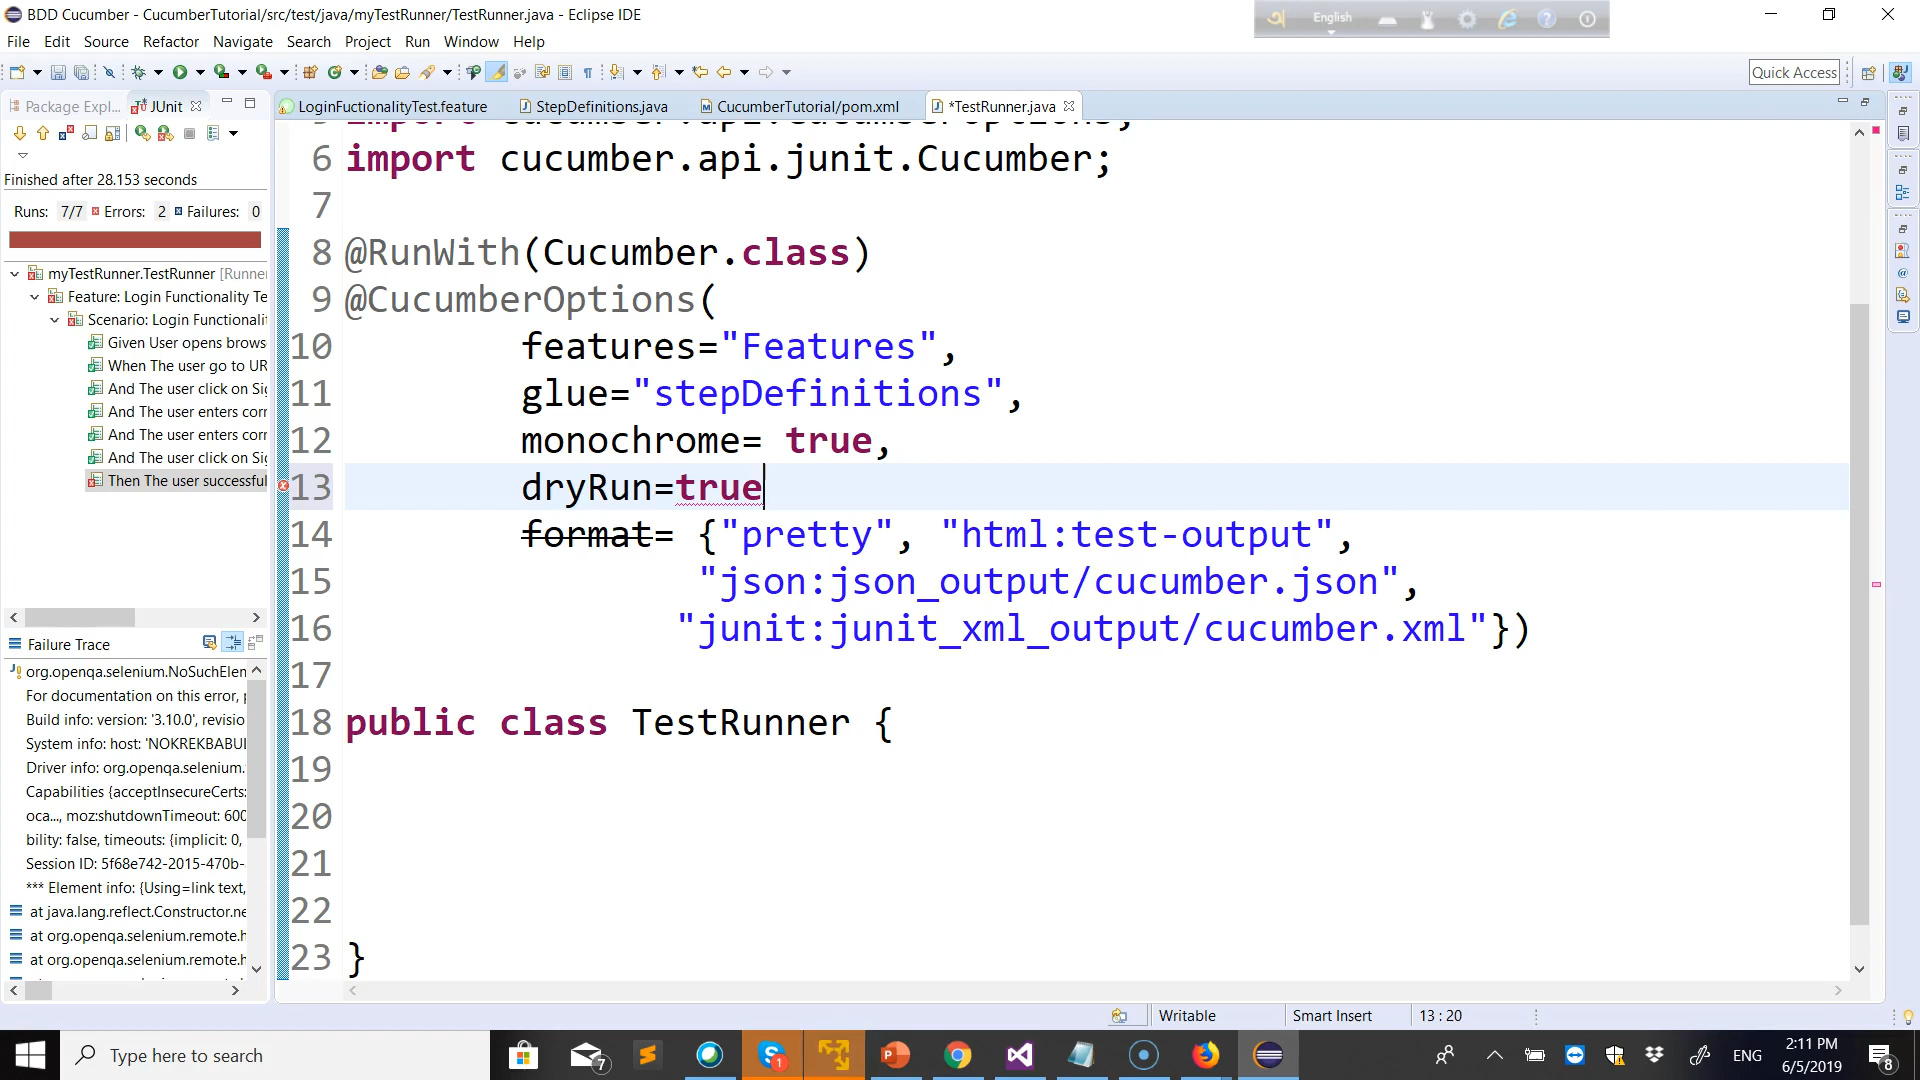 BDD Cucumber - CucumberTutorial/src/test/java/myTestRunner/TestRunner.java - Eclipse IDE
English
File Edit Source Refactor Navigate Search Project Run Window Help
Quick Access
Package Expl... JUnit
LoginFuctionalityTest.feature StepDefinitions.java CucumberTutorial/pom.xml *TestRunner.java
Finished after 28.153 seconds
Runs: 7/7 Errors: 2 Failures: 0
myTestRunner.TestRunner [Runner
Feature: Login Functionality Te
Scenario: Login Functionali
Given User opens brows
When The user go to UR
And The user click on Sig
And The user enters corr
And The user enters corr
And The user click on Sig
Then The user successful
Failure Trace
org.openqa.selenium.NoSuchElen
For documentation on this error, p
Build info: version: '3.10.0', revisio
System info: host: 'NOKREKBABUI
Driver info: org.openqa.selenium.
Capabilities {acceptInsecureCerts:
oca..., moz:shutdownTimeout: 600
bility: false, timeouts: {implicit: 0,
Session ID: 5f68e742-2015-470b-
*** Element info: {Using=link text,
at java.lang.reflect.Constructor.ne
at org.openqa.selenium.remote.h
at org.openqa.selenium.remote.h
6 import cucumber.api.junit.Cucumber;
7
8 @RunWith(Cucumber.class)
9 @CucumberOptions(
10 features="Features",
11 glue="stepDefinitions",
12 monochrome= true,
13 dryRun=true
14 format= {"pretty", "html:test-output",
15 "json:json_output/cucumber.json",
16 "junit:junit_xml_output/cucumber.xml"})
17
18 public class TestRunner {
19
20
21
22
23 }
Writable Smart Insert 13 : 20
Type here to search
7
1
ENG
2:11 PM
6/5/2019
8